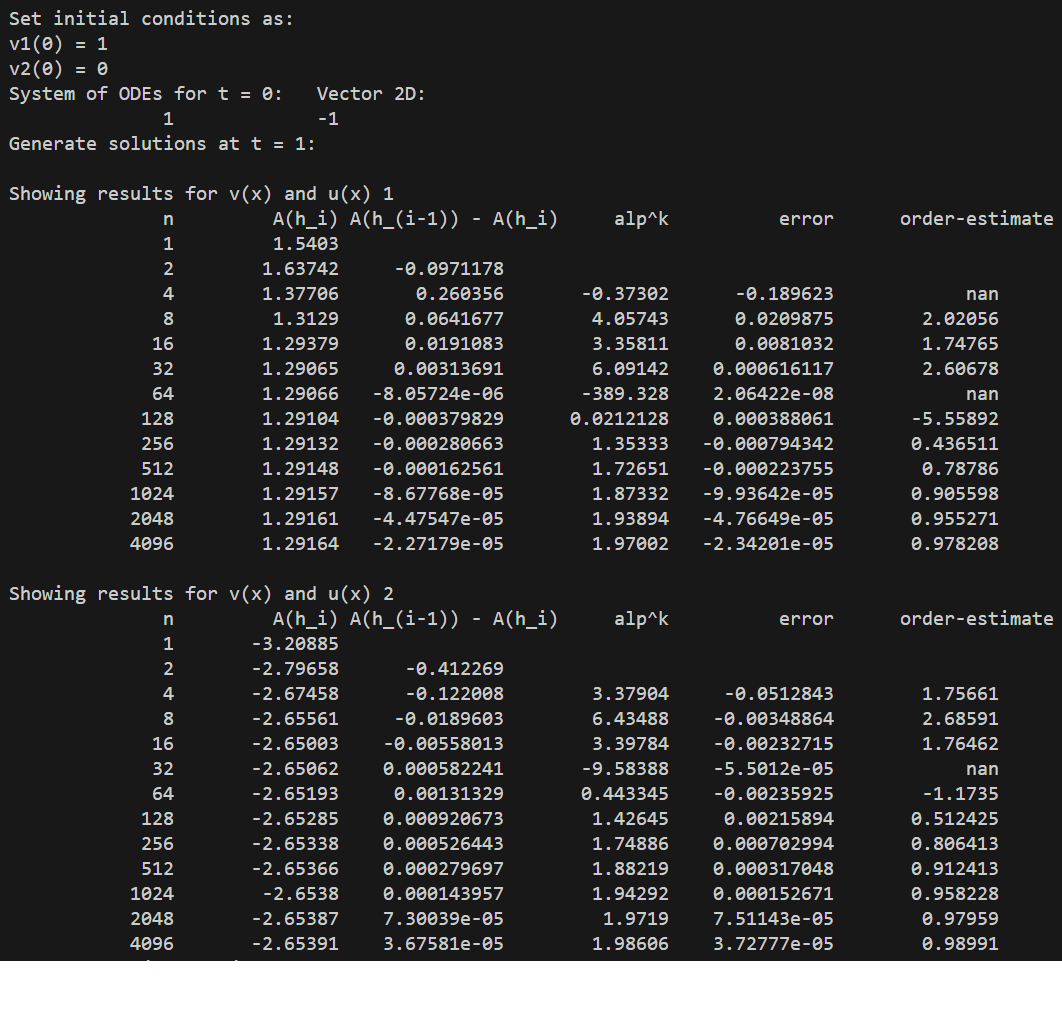 Set initial conditions as:
v1(0) = 1
v2(0) = 0
System of ODEs for t = 0:   Vector 2D:
              1              -1
Generate solutions at t = 1:

Showing results for v(x) and u(x) 1
              n         A(h_i) A(h_(i-1)) - A(h_i)     alp^k          error      order-estimate
              1         1.5403
              2        1.63742     -0.0971178
              4        1.37706       0.260356       -0.37302      -0.189623            nan
              8         1.3129      0.0641677        4.05743      0.0209875        2.02056
             16        1.29379      0.0191083        3.35811      0.0081032        1.74765
             32        1.29065     0.00313691        6.09142    0.000616117        2.60678
             64        1.29066   -8.05724e-06       -389.328    2.06422e-08            nan
            128        1.29104   -0.000379829      0.0212128    0.000388061       -5.55892
            256        1.29132   -0.000280663        1.35333   -0.000794342       0.436511
            512        1.29148   -0.000162561        1.72651   -0.000223755        0.78786
           1024        1.29157   -8.67768e-05        1.87332   -9.93642e-05       0.905598
           2048        1.29161   -4.47547e-05        1.93894   -4.76649e-05       0.955271
           4096        1.29164   -2.27179e-05        1.97002   -2.34201e-05       0.978208

Showing results for v(x) and u(x) 2
              n         A(h_i) A(h_(i-1)) - A(h_i)     alp^k          error      order-estimate
              1       -3.20885
              2       -2.79658      -0.412269
              4       -2.67458      -0.122008        3.37904     -0.0512843        1.75661
              8       -2.65561     -0.0189603        6.43488    -0.00348864        2.68591
             16       -2.65003    -0.00558013        3.39784    -0.00232715        1.76462
             32       -2.65062    0.000582241       -9.58388    -5.5012e-05            nan
             64       -2.65193     0.00131329       0.443345    -0.00235925        -1.1735
            128       -2.65285    0.000920673        1.42645     0.00215894       0.512425
            256       -2.65338    0.000526443        1.74886    0.000702994       0.806413
            512       -2.65366    0.000279697        1.88219    0.000317048       0.912413
           1024        -2.6538    0.000143957        1.94292    0.000152671       0.958228
           2048       -2.65387    7.30039e-05         1.9719    7.51143e-05        0.97959
           4096       -2.65391    3.67581e-05        1.98606    3.72777e-05        0.98991